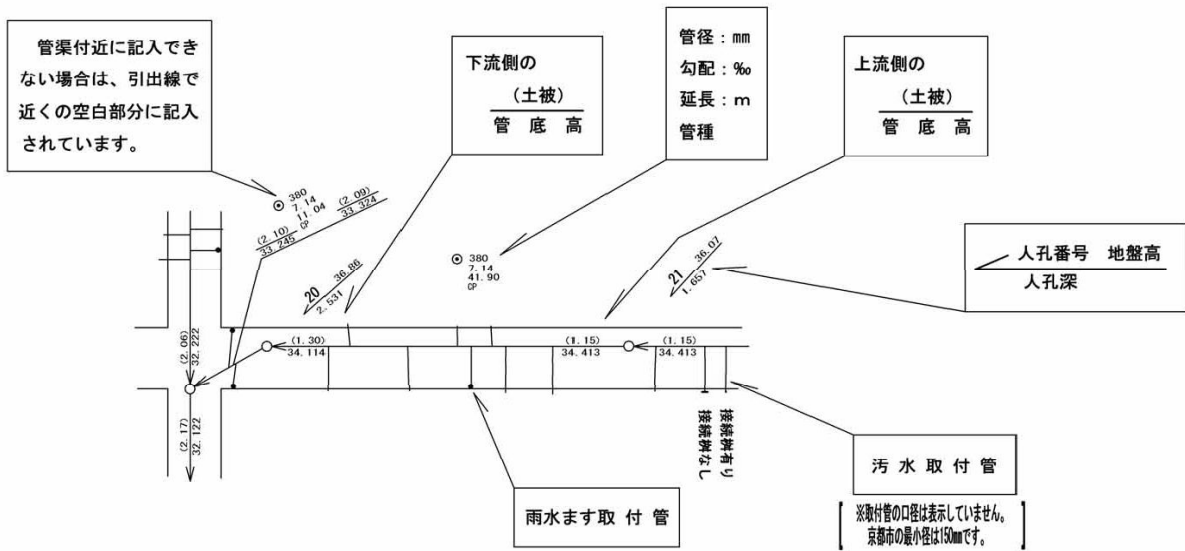 管渠付近に記入でき
ない場合は、引出線で
近くの空白部分に記入
されています。
下流側の
(土被)
管 底 高
管径：㎜
勾配：‰
延長：ｍ
管種
上流側の
(土被)
管 底 高
人孔番号 地盤高
人孔深
380
7.14
11.04
CP
(2.09)
33.324
(2.10)
33.245
20 36.86
2.531
380
7.14
41.90
CP
21 36.07
1.657
(2.06)
32.222
(1.30)
34.114
(1.15)
34.413
(1.15)
34.413
(2.17)
32.122
接続桝有り
接続桝なし
雨水ます取 付 管
汚 水 取 付 管
※取付管の口径は表示していません。
京都市の最小径は150㎜です。